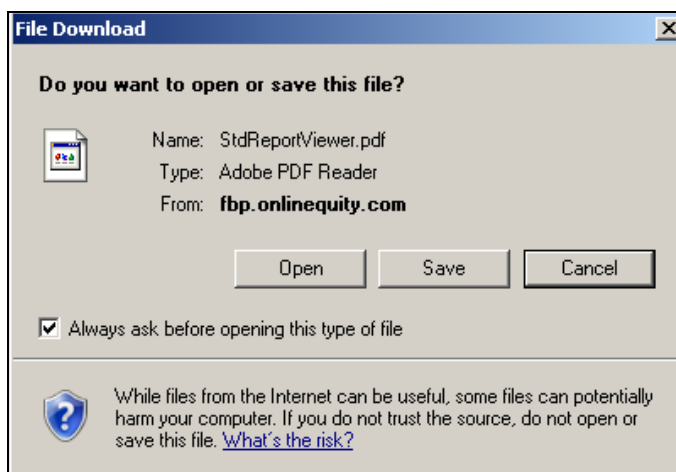 File Download
Do you want to open or save this file?
Name: StdReportViewer.pdf
Type: Adobe PDF Reader
From: fbp.onlinequity.com
Open Save Cancel
Always ask before opening this type of file
While files from the Internet can be useful, some files can potentially
harm your computer. If you do not trust the source, do not open or
save this file. What's the risk?